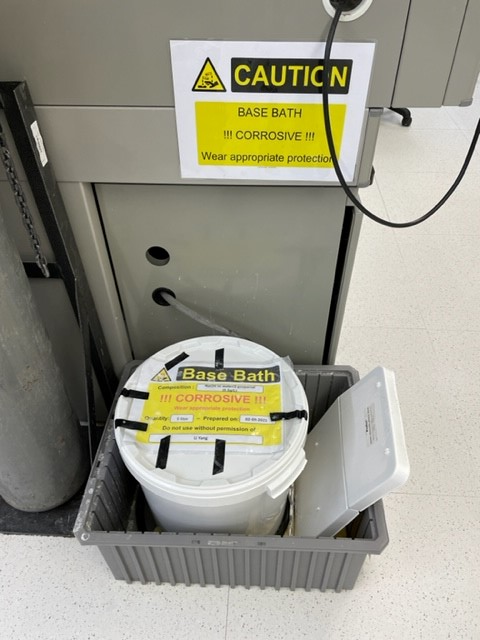 CAUTION
BASE BATH
!!! CORROSIVE !!!
Wear appropriate protection
Base Bath
Composition :
!!! CORROSIVE !!!
Wear appropriate protection
Quantity Prepared on:
Do not use without permission of